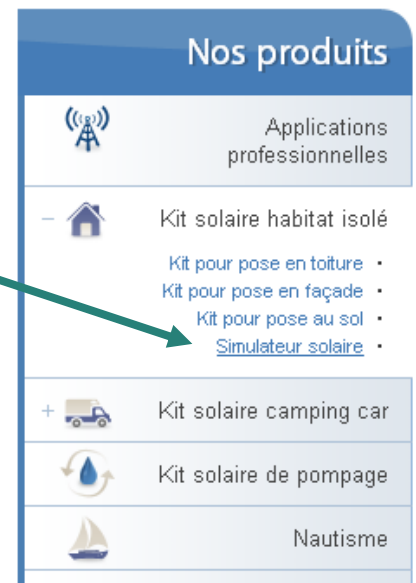 Nos produits
Applications
professionnelles
− Kit solaire habitat isolé
Kit pour pose en toiture •
Kit pour pose en façade •
Kit pour pose au sol •
Simulateur solaire •
+ Kit solaire camping car
Kit solaire de pompage
Nautisme